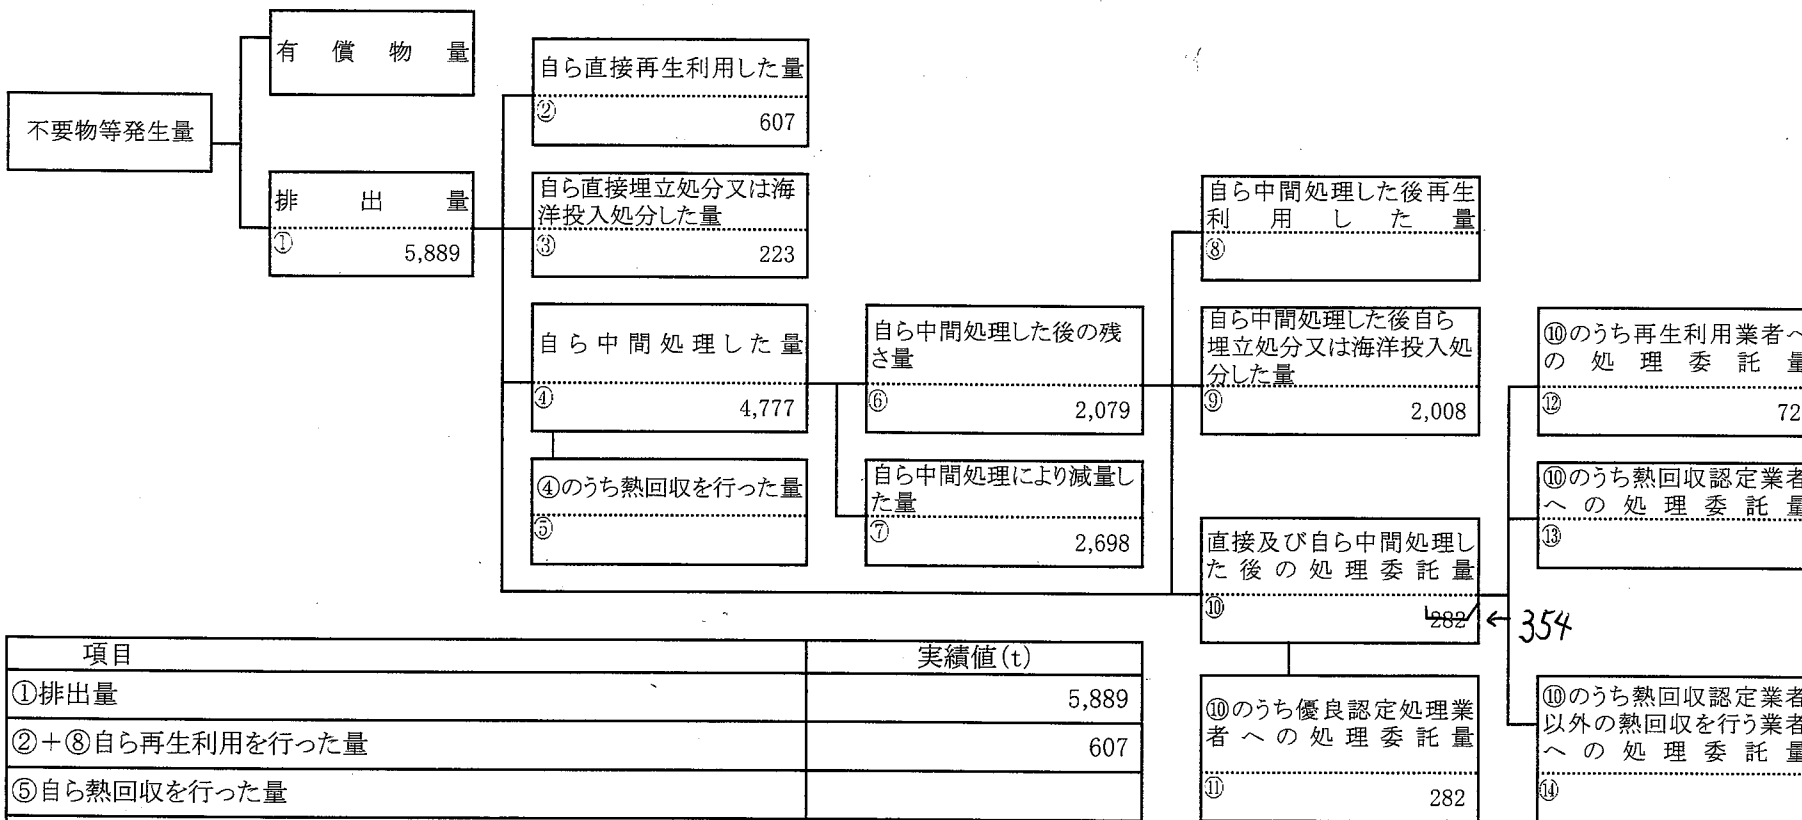 有償物量
不要物等発生量
排出量
①
5,889
自ら直接再生利用した量
②
607
自ら直接埋立処分又は海
洋投入処分した量
③
223
自ら中間処理した量
④
4,777
④のうち熱回収を行った量
⑤
自ら中間処理した後の残
さ量
⑥
2,079
自ら中間処理により減量し
た量
⑦
2,698
自ら中間処理した後再生
利用した量
⑧
自ら中間処理した後自ら
埋立処分又は海洋投入処
分した量
⑨
2,008
直接及び自ら中間処理し
た後の処理委託量
⑩
282 ← 354
⑩のうち優良認定処理業
者への処理委託量
⑪
282
⑩のうち再生利用業者へ
の処理委託量
⑫
72
⑩のうち熱回収認定業者
への処理委託量
⑬
⑩のうち熱回収認定業者
以外の熱回収を行う業者
への処理委託量
⑭
項目 実績値(t)
①排出量 5,889
②+⑧自ら再生利用を行った量 607
⑤自ら熱回収を行った量